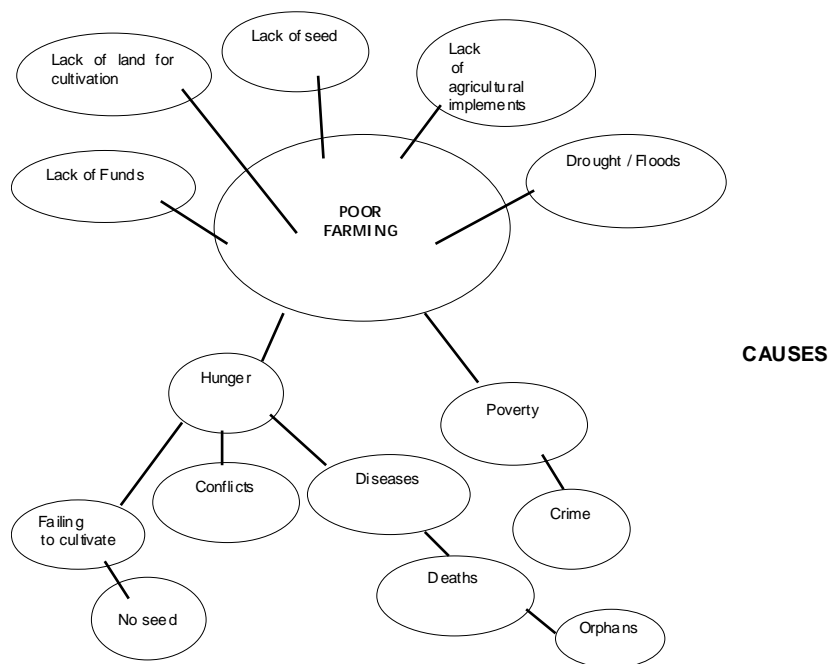 Lack of seed
Lack of land for
cultivation
Lack
of
agricultural
implements
Lack of Funds
Drought / Floods
POOR
FARMING
CAUSES
Hunger
Poverty
Conflicts
Diseases
Failing
to cultivate
Crime
Deaths
No seed
Orphans